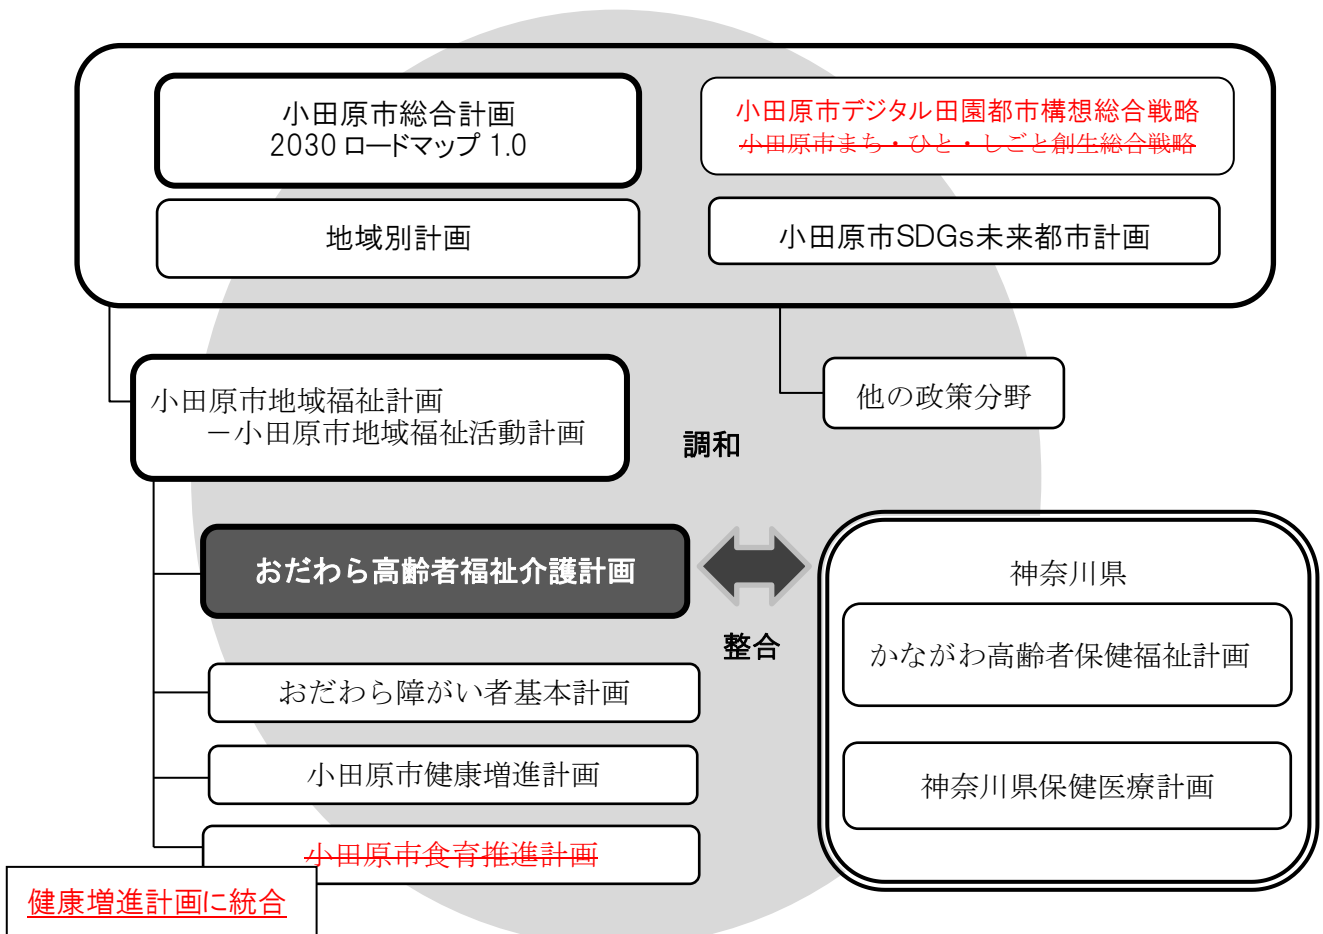 小田原市総合計画
2030 ロードマップ 1.0
小田原市デジタル田園都市構想総合戦略
小田原市まち・ひと・しごと創生総合戦略
地域別計画
小田原市SDGs未来都市計画
小田原市地域福祉計画
－小田原市地域福祉活動計画
他の政策分野
調和
おだわら高齢者福祉介護計画
整合
神奈川県
かながわ高齢者保健福祉計画
神奈川県保健医療計画
おだわら障がい者基本計画
小田原市健康増進計画
小田原市食育推進計画
健康増進計画に統合